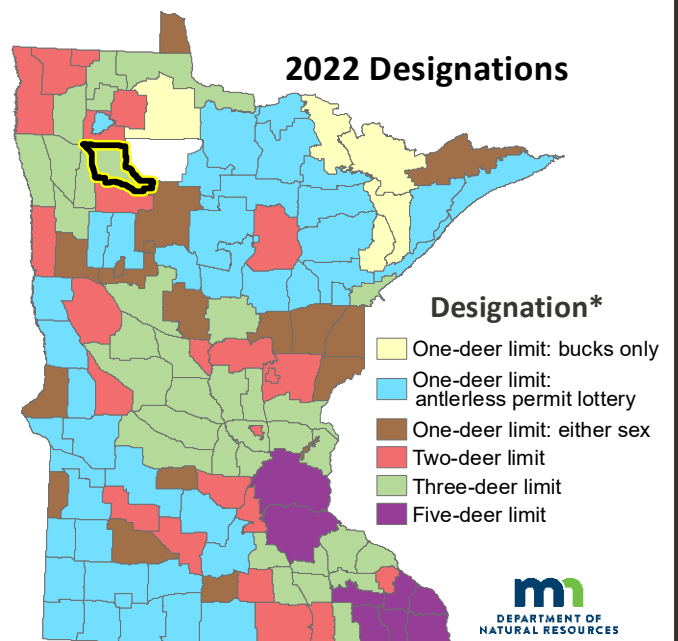 2022 Designations
Designation*
One-deer limit: bucks only
One-deer limit:
antlerless permit lottery
One-deer limit: either sex
Two-deer limit
Three-deer limit
Five-deer limit
mn
DEPARTMENT OF
NATURAL RESOURCES